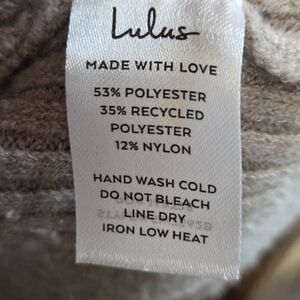 Lulus
MADE WITH LOVE
53% POLYESTER
35% RECYCLED
POLYESTER
12% NYLON
HAND WASH COLD
DO NOT BLEACH
LINE DRY
IRON LOW HEAT